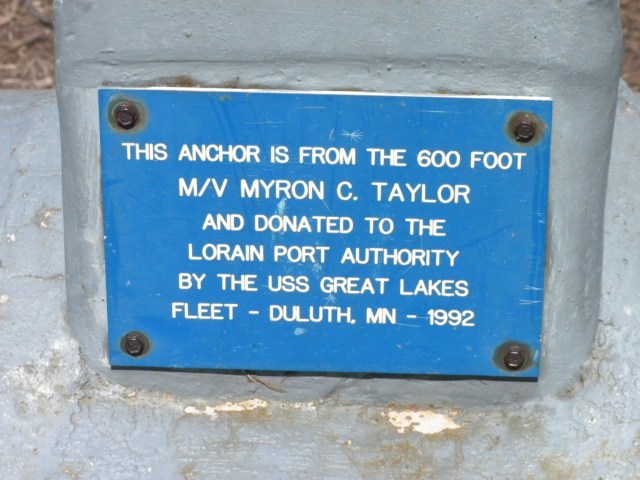 THIS ANCHOR IS FROM THE 600 FOOT
M/V MYRON C. TAYLOR
AND DONATED TO THE
LORAIN PORT AUTHORITY
BY THE USS GREAT LAKES
FLEET - DULUTH, MN - 1992